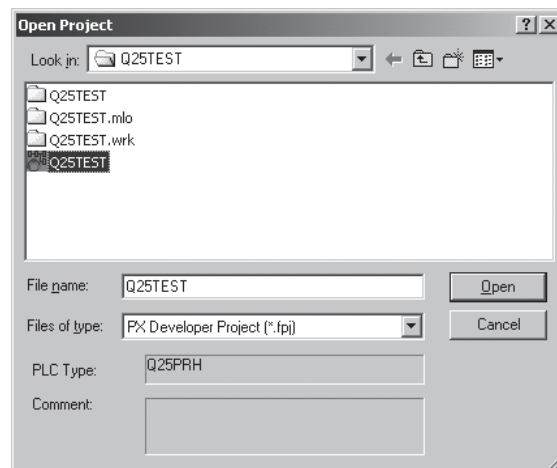 Open Project
Look in: Q25TEST
Q25TEST
Q25TEST.mlo
Q25TEST.wrk
Q25TEST
File name: Q25TEST Open
Files of type: PX Developer Project (*.fpj) Cancel
PLC Type: Q25PRH
Comment: